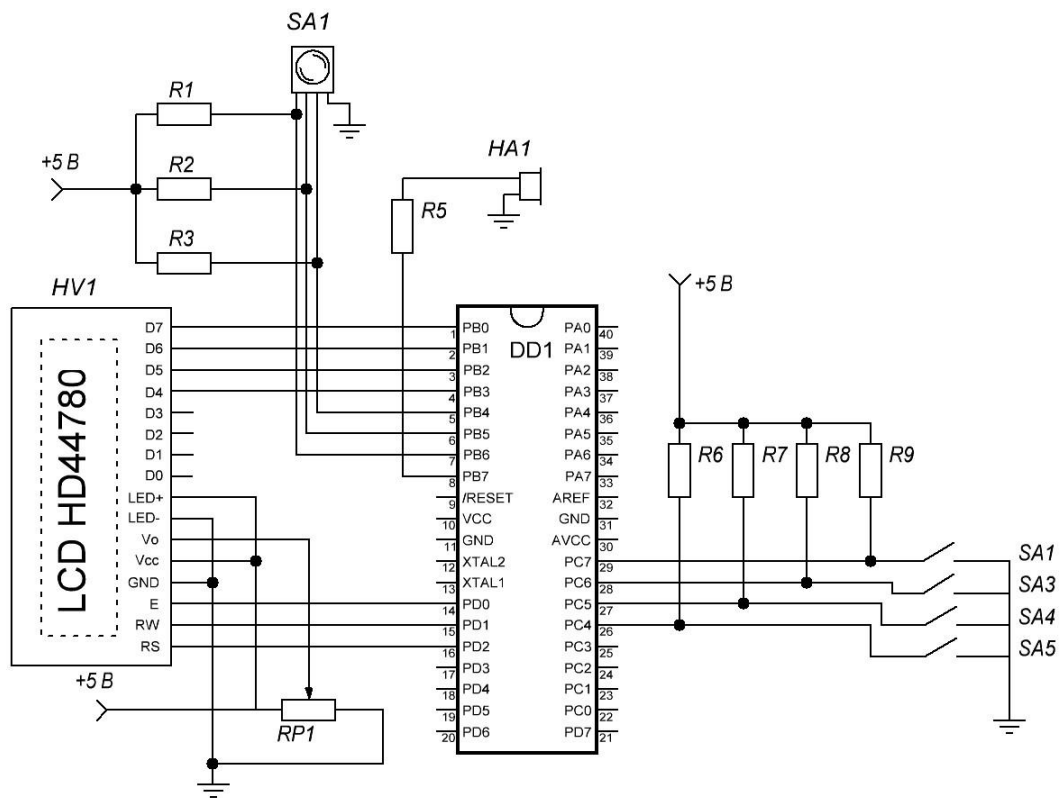 SA1
R1
+5 В
R2
R3
HA1
R5
HV1
+5 В
LCD HD44780
D7
D6
D5
D4
D3
D2
D1
D0
LED+
LED-
Vo
Vcc
GND
E
RW
RS
+5 В
RP1
DD1
1 PB0 PA0 40
2 PB1 PA1 39
3 PB2 PA2 38
4 PB3 PA3 37
5 PB4 PA4 36
6 PB5 PA5 35
7 PB6 PA6 34
8 PB7 PA7 33
9 /RESET AREF 32
10 VCC GND 31
11 GND AVCC 30
12 XTAL2 PC7 29
13 XTAL1 PC6 28
14 PD0 PC5 27
15 PD1 PC4 26
16 PD2 PC3 25
17 PD3 PC2 24
18 PD4 PC1 23
19 PD5 PC0 22
20 PD6 PD7 21
R6 R7 R8 R9
SA1
SA3
SA4
SA5